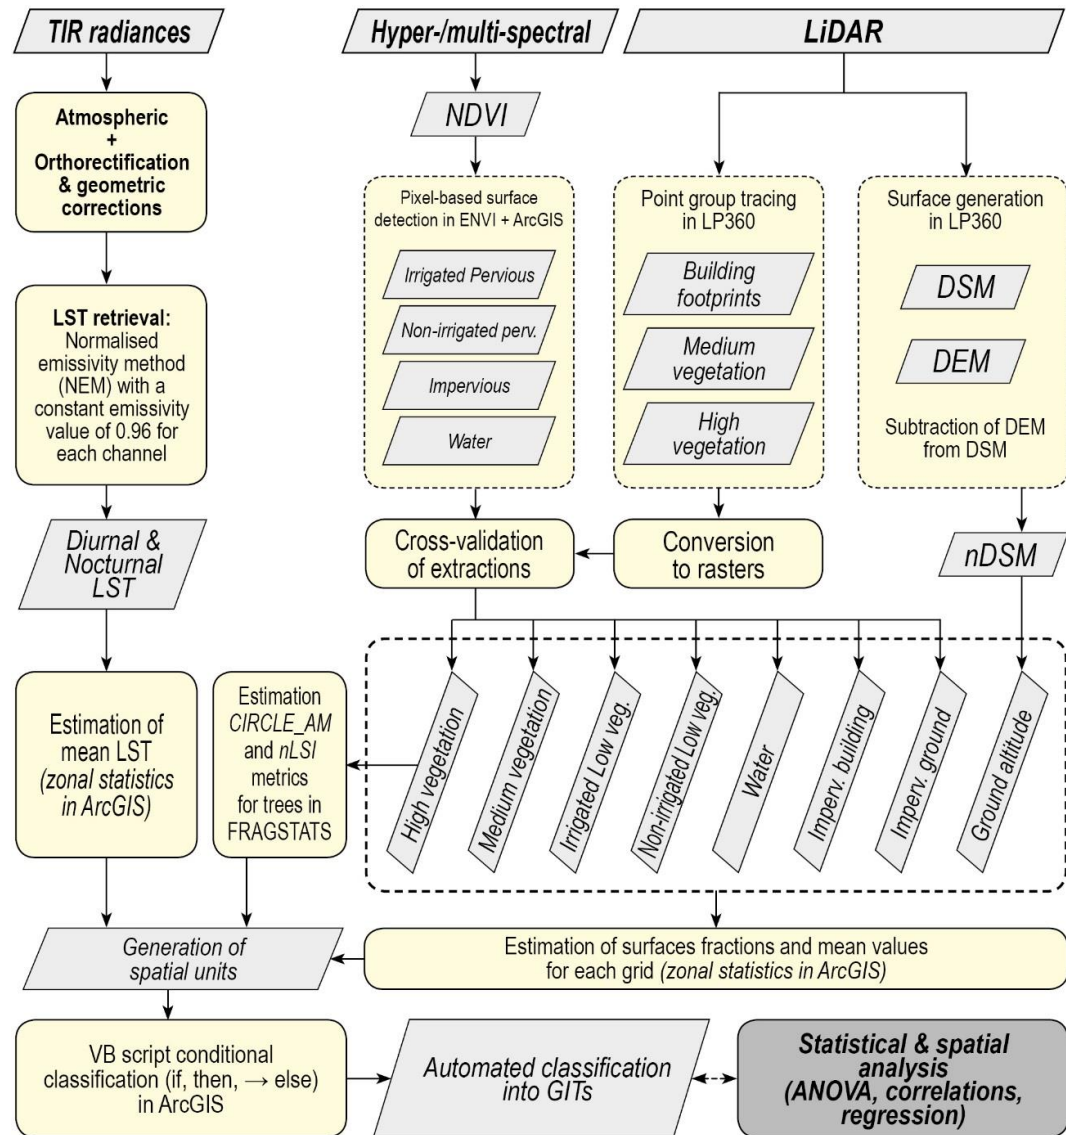 TIR radiances
Hyper-/multi-spectral
LiDAR
Atmospheric
+
Orthorectification
& geometric
corrections
NDVI
Pixel-based surface
detection in ENVI + ArcGIS
Irrigated Pervious
Non-irrigated perv.
Impervious
Water
Point group tracing
in LP360
Building
footprints
Medium
vegetation
High
vegetation
Surface generation
in LP360
DSM
DEM
Subtraction of DEM
from DSM
LST retrieval:
Normalised
emissivity method
(NEM) with a
constant emissivity
value of 0.96 for
each channel
Diurnal &
Nocturnal
LST
Cross-validation
of extractions
Conversion
to rasters
nDSM
Estimation of
mean LST
(zonal statistics
in ArcGIS)
Estimation
CIRCLE_AM
and nLSI
metrics
for trees in
FRAGSTATS
High vegetation
Medium vegetation
Irrigated Low veg.
Non-irrigated Low veg.
Water
Imperv. building
Imperv. ground
Ground altitude
Generation of
spatial units
Estimation of surfaces fractions and mean values
for each grid (zonal statistics in ArcGIS)
VB script conditional
classification (if, then, → else)
in ArcGIS
Automated classification
into GITs
Statistical & spatial
analysis
(ANOVA, correlations,
regression)